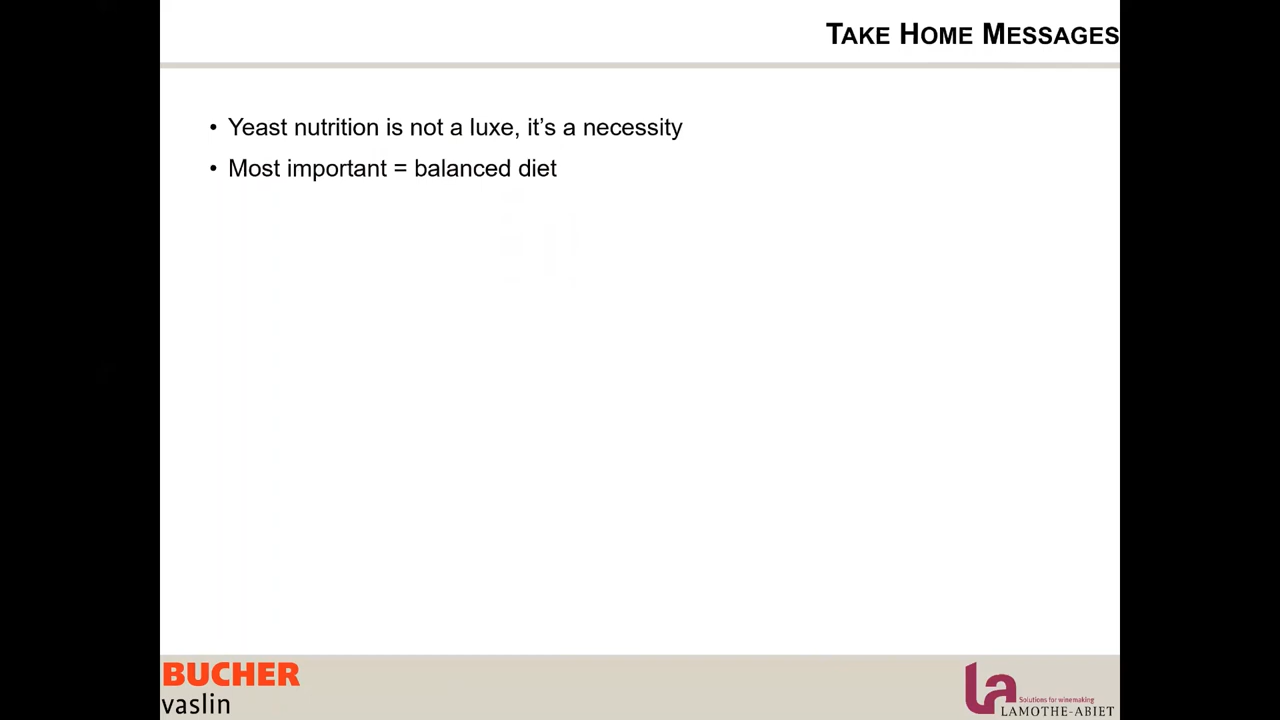 TAKE HOME MESSAGES
• Yeast nutrition is not a luxe, it’s a necessity
• Most important = balanced diet
BUCHER
vaslin
la
Solutions for winemaking
LAMOTHE-ABIET